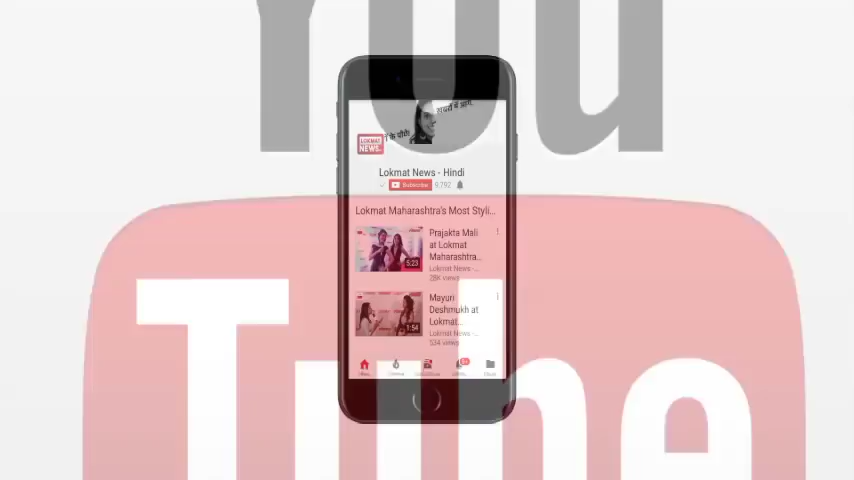 You
Tube
LOKMAT
NEWS
Lokmat News - Hindi
Subscribe 9,792
Lokmat Maharashtra's Most Styli...
Prajakta Mali
at Lokmat
Maharashtra...
Lokmat News -...
28K views
5:23
Mayuri
Deshmukh at
Lokmat...
Lokmat News -...
534 views
1:54